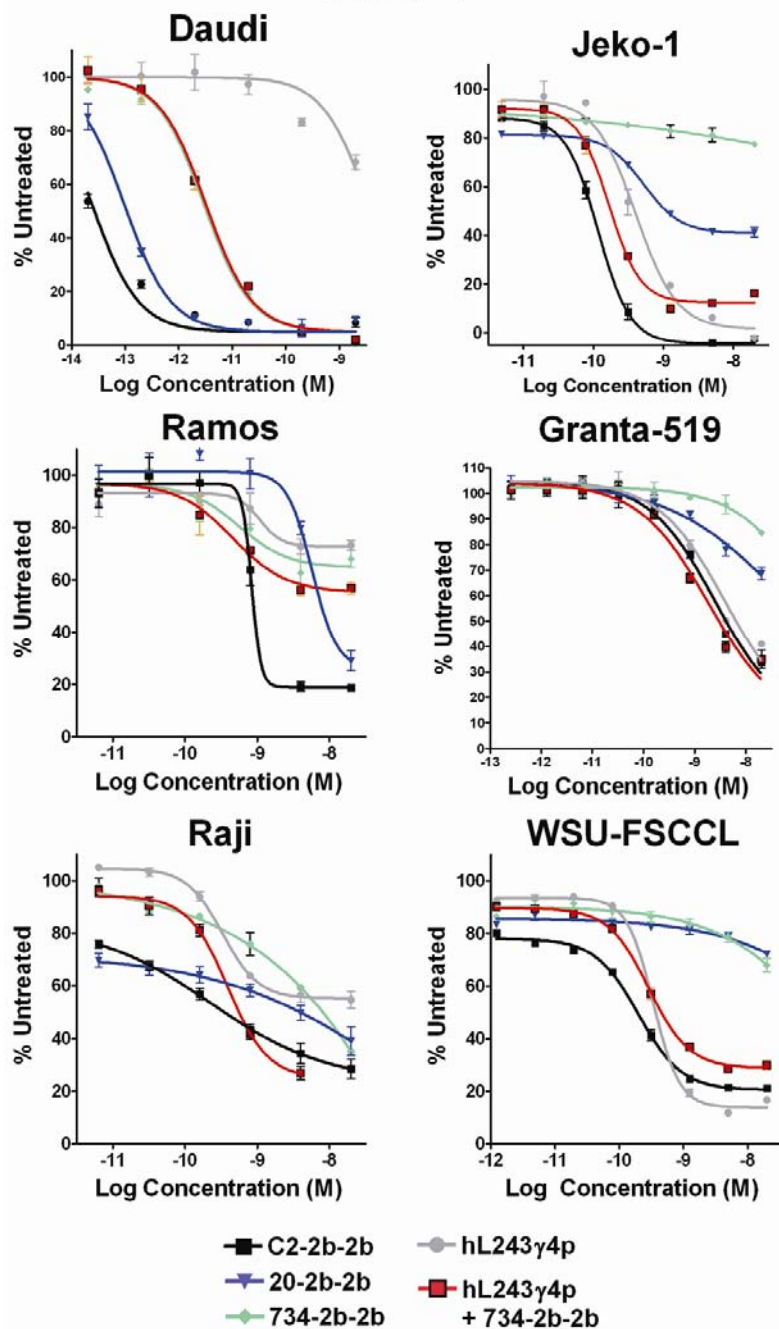 Daudi
% Untreated
100
80
60
40
20
0
-14 -13 -12 -11 -10 -9
Log Concentration (M)
Jeko-1
% Untreated
100
80
60
40
20
0
-11 -10 -9 -8
Log Concentration (M)
Ramos
% Untreated
100
80
60
40
20
0
-11 -10 -9 -8
Log Concentration (M)
Granta-519
% Untreated
110
100
90
80
70
60
50
40
30
20
10
0
-13 -12 -11 -10 -9 -8
Log Concentration (M)
Raji
% Untreated
100
80
60
40
20
0
-11 -10 -9 -8
Log Concentration (M)
WSU-FSCCL
% Untreated
100
80
60
40
20
0
-12 -11 -10 -9 -8
Log Concentration (M)
C2-2b-2b
20-2b-2b
734-2b-2b
hL243γ4p
hL243γ4p
+ 734-2b-2b